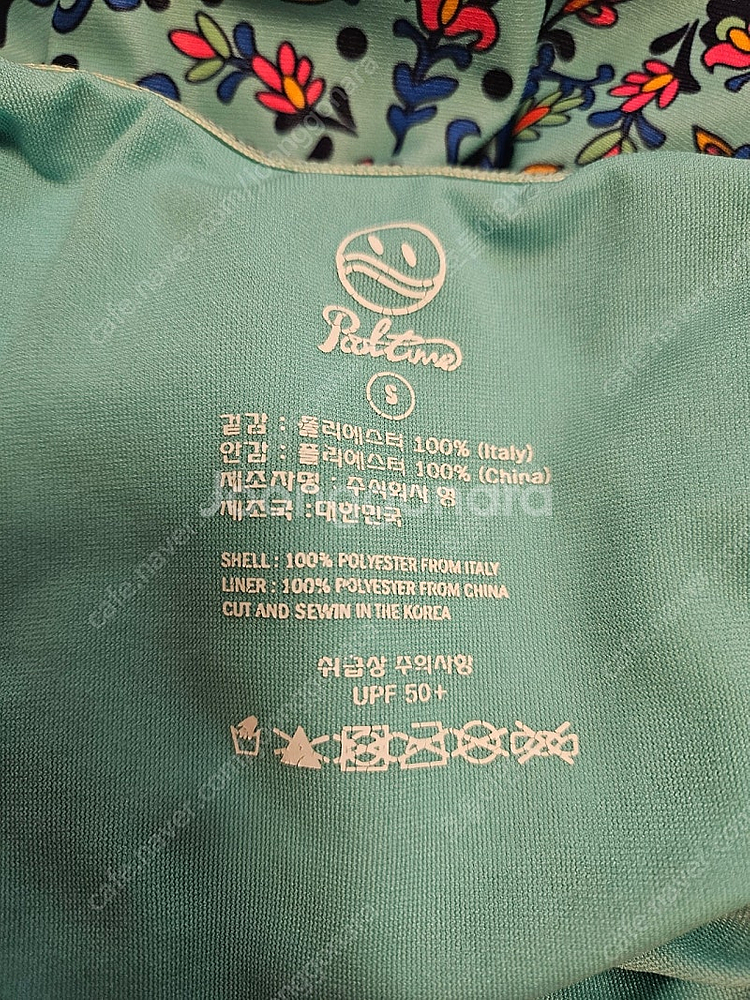 Pooltime
S
겉감 : 폴리에스터 100% (Italy)
안감 : 폴리에스터 100% (China)
제조자명 : 주식회사 영
제조국 :대한민국
SHELL : 100% POLYESTER FROM ITALY
LINER : 100% POLYESTER FROM CHINA
CUT AND SEWIN IN THE KOREA
취급상 주의사항
UPF 50+